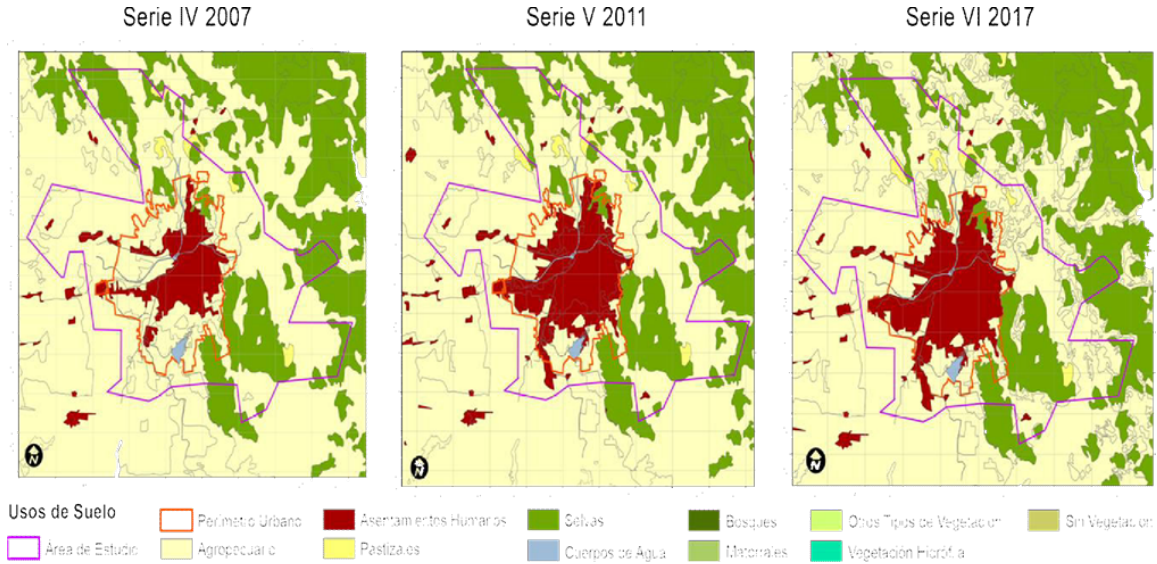 Serie IV 2007
Serie V 2011
Serie VI 2017
N
N
N
Usos de Suelo
Perímetro Urbano
Asentamientos Humanos
Selvas
Bosques
Otros Tipos de Vegetación
Sin Vegetación
Área de Estudio
Agropecuario
Pastizales
Cuerpos de Agua
Matorrales
Vegetación Hidrófila